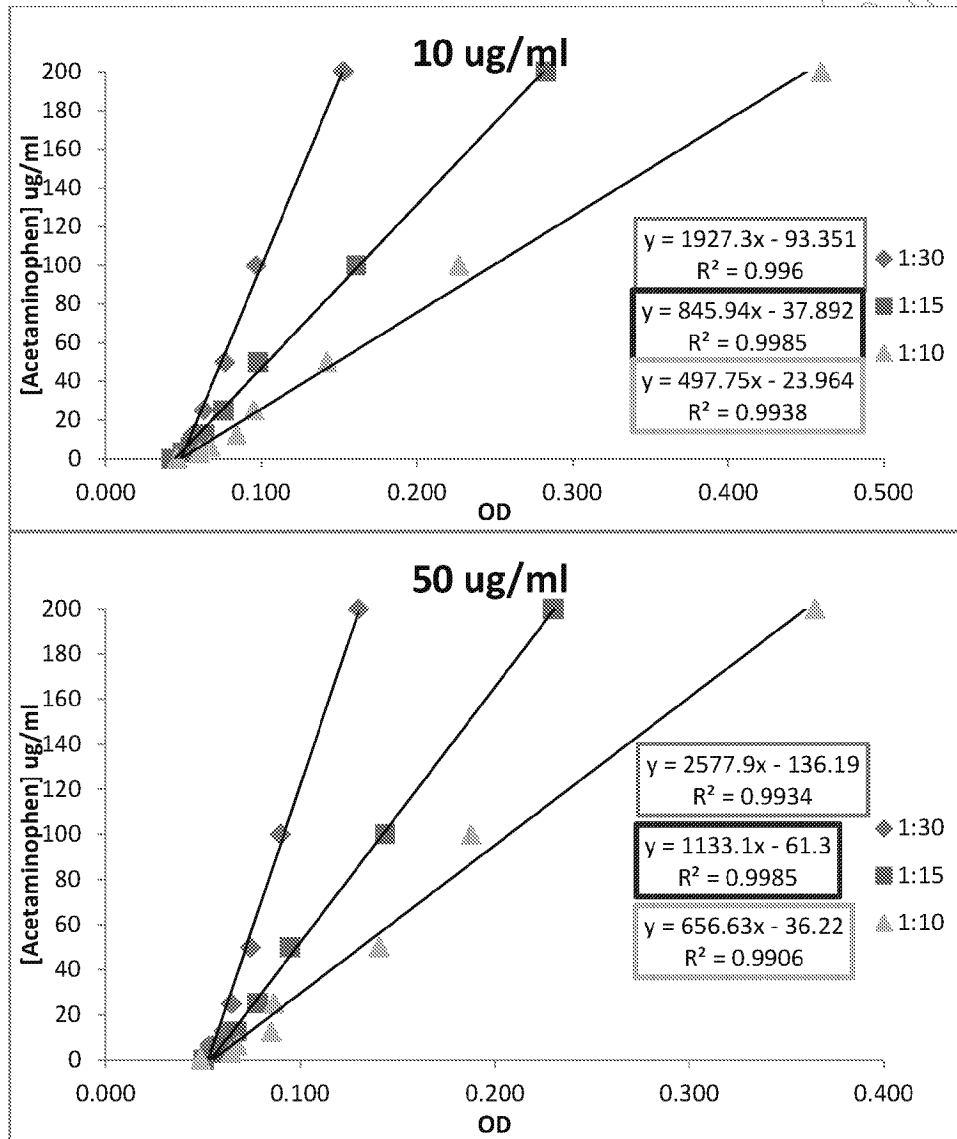 10 ug/ml
[Acetaminophen] ug/ml
200
180
160
140
120
100
80
60
40
20
0
y = 1927.3x - 93.351
R² = 0.996
y = 845.94x - 37.892
R² = 0.9985
y = 497.75x - 23.964
R² = 0.9938
1:30
1:15
1:10
0.000 0.100 0.200 0.300 0.400 0.500
OD
50 ug/ml
[Acetaminophen] ug/ml
200
180
160
140
120
100
80
60
40
20
0
y = 2577.9x - 136.19
R² = 0.9934
y = 1133.1x - 61.3
R² = 0.9985
y = 656.63x - 36.22
R² = 0.9906
1:30
1:15
1:10
0.000 0.100 0.200 0.300 0.400
OD